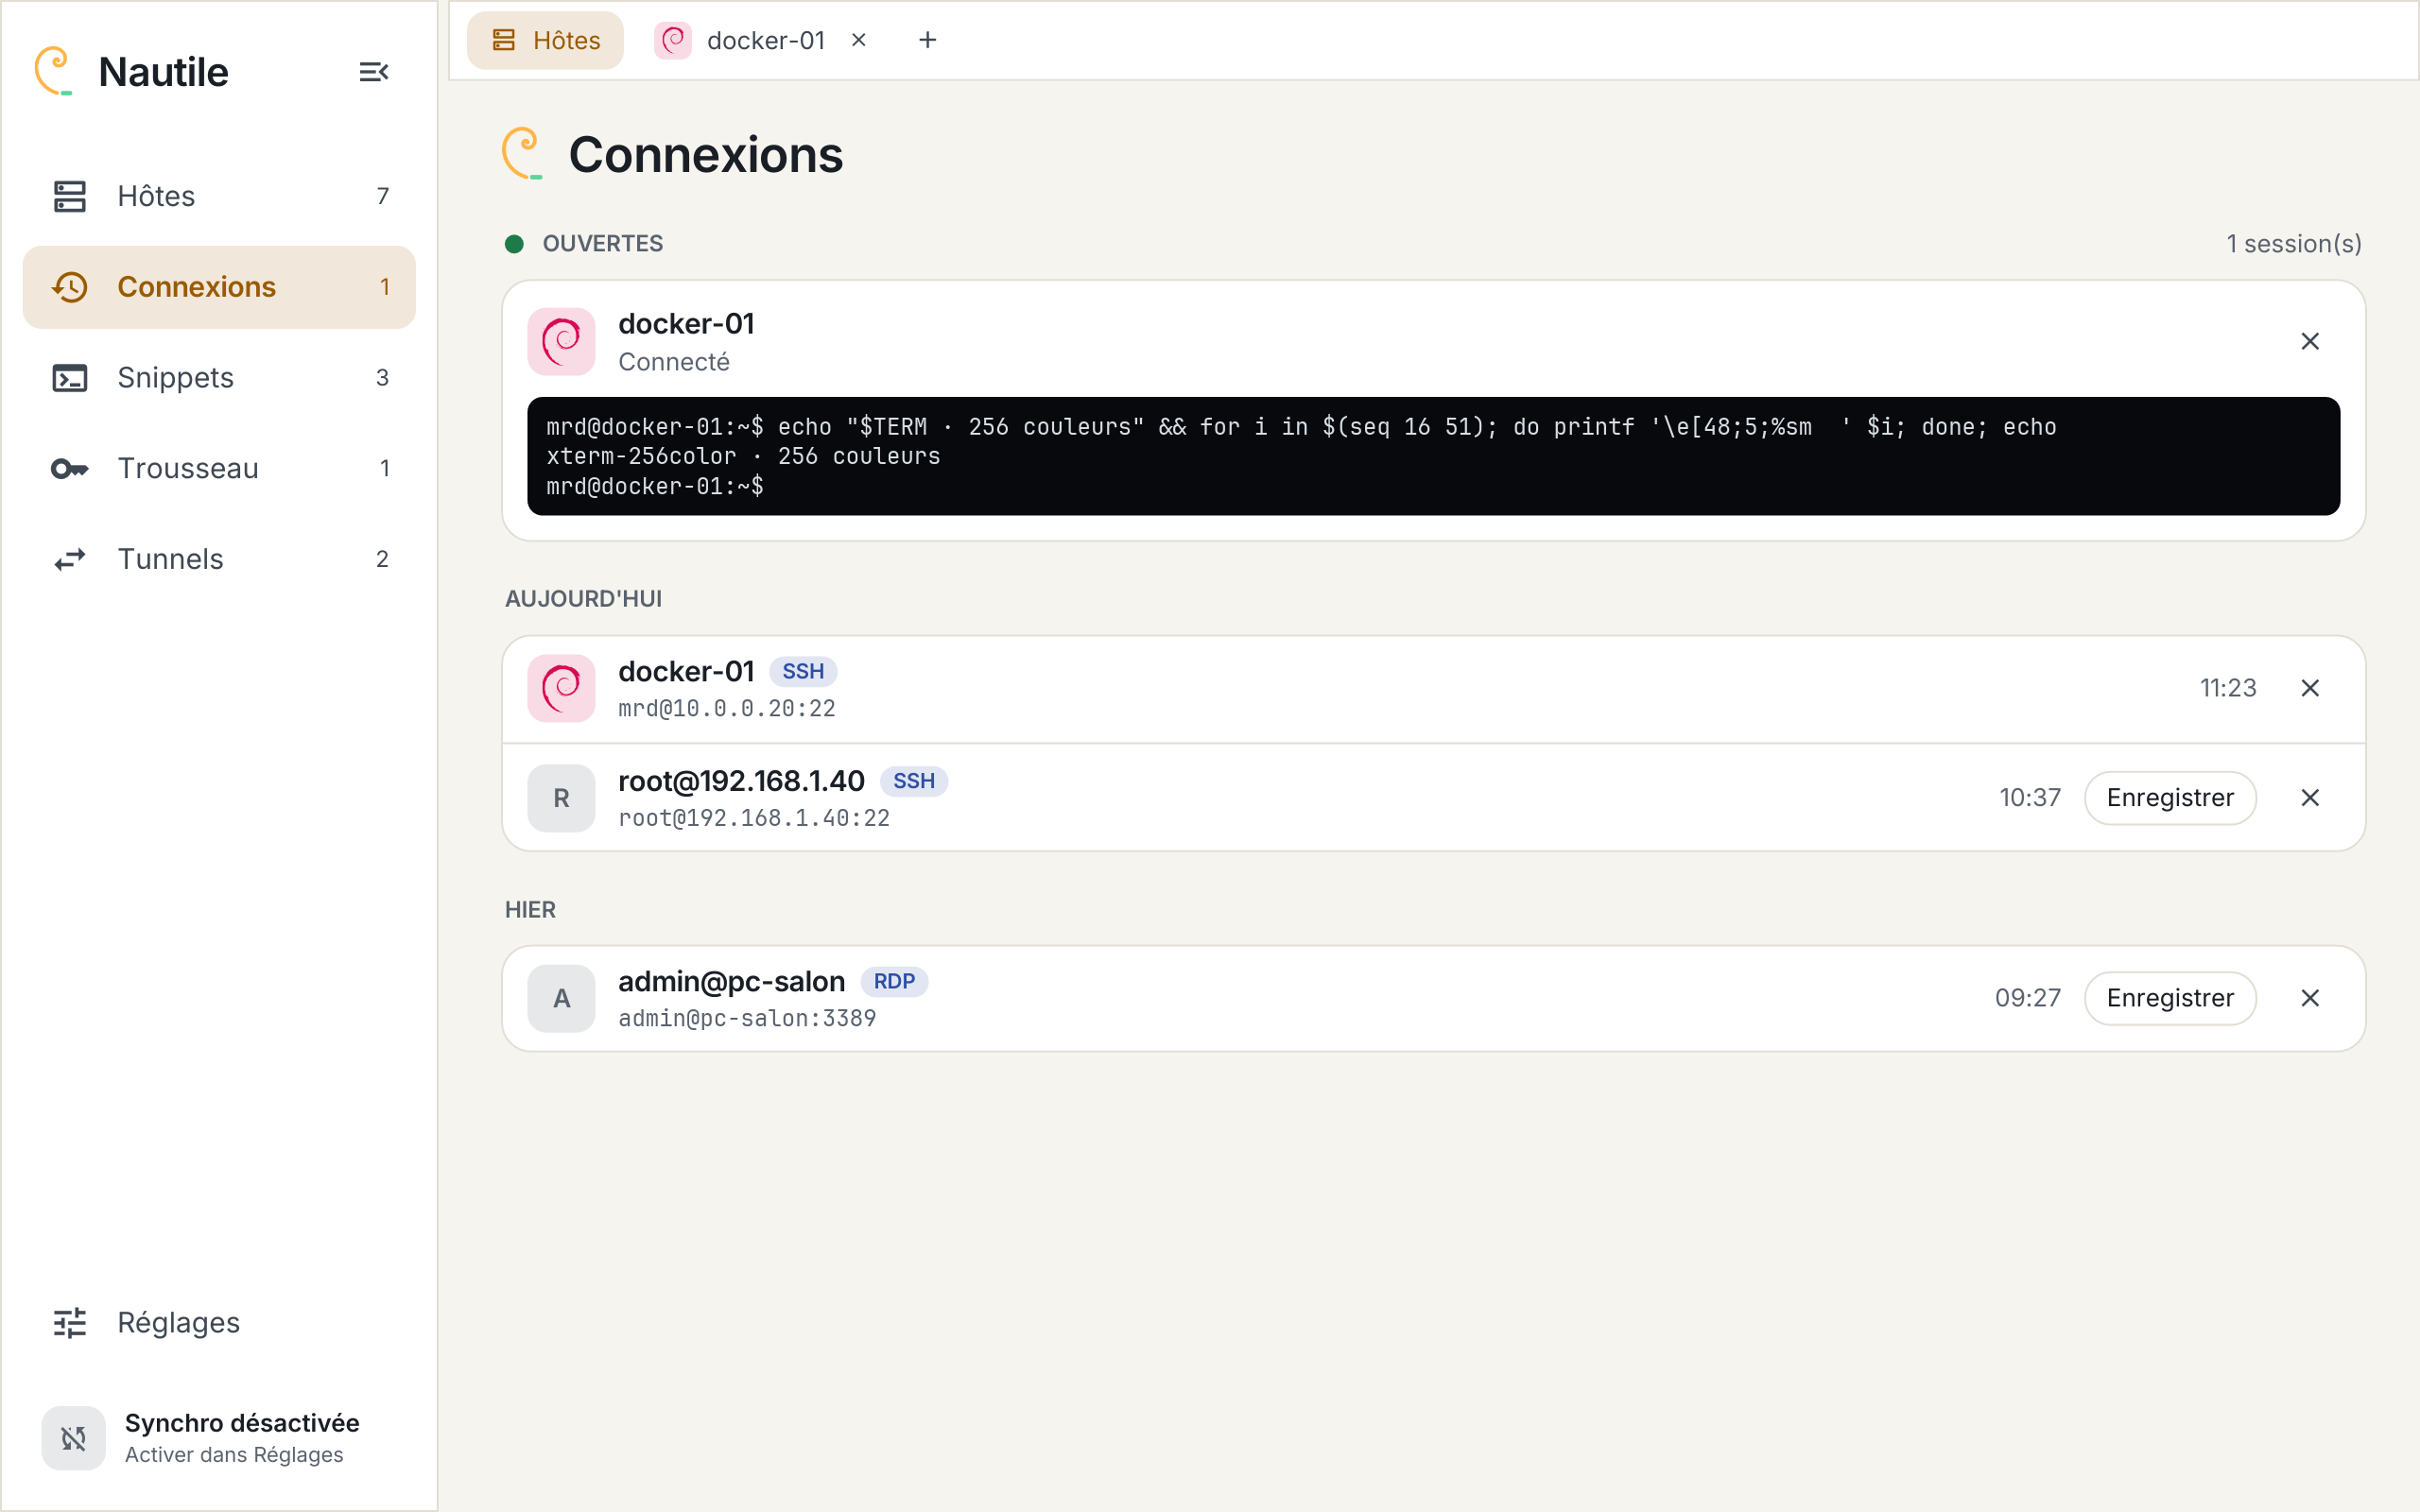 Nautile
Hôtes 7
Connexions 1
Snippets 3
Trousseau 1
Tunnels 2
Réglages
Synchro désactivée
Activer dans Réglages
Hôtes
docker-01
Connexions
OUVERTES
1 session(s)
docker-01
Connecté
mrd@docker-01:~$ echo "$TERM · 256 couleurs" && for i in $(seq 16 51); do printf '\e[48;5;%sm  ' $i; done; echo
xterm-256color · 256 couleurs
mrd@docker-01:~$
AUJOURD'HUI
docker-01 SSH
mrd@10.0.0.20:22
11:23
R
root@192.168.1.40 SSH
root@192.168.1.40:22
10:37
Enregistrer
HIER
A
admin@pc-salon RDP
admin@pc-salon:3389
09:27
Enregistrer